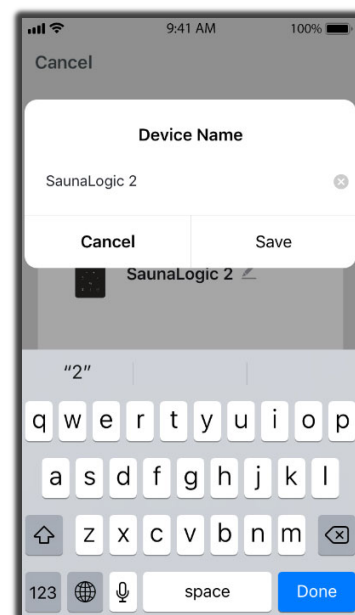 9:41 AM 100%
Cancel
Device Name
SaunaLogic 2
Cancel Save
SaunaLogic 2
“2”
q w e r t y u i o p
a s d f g h j k l
z x c v b n m
123 space Done